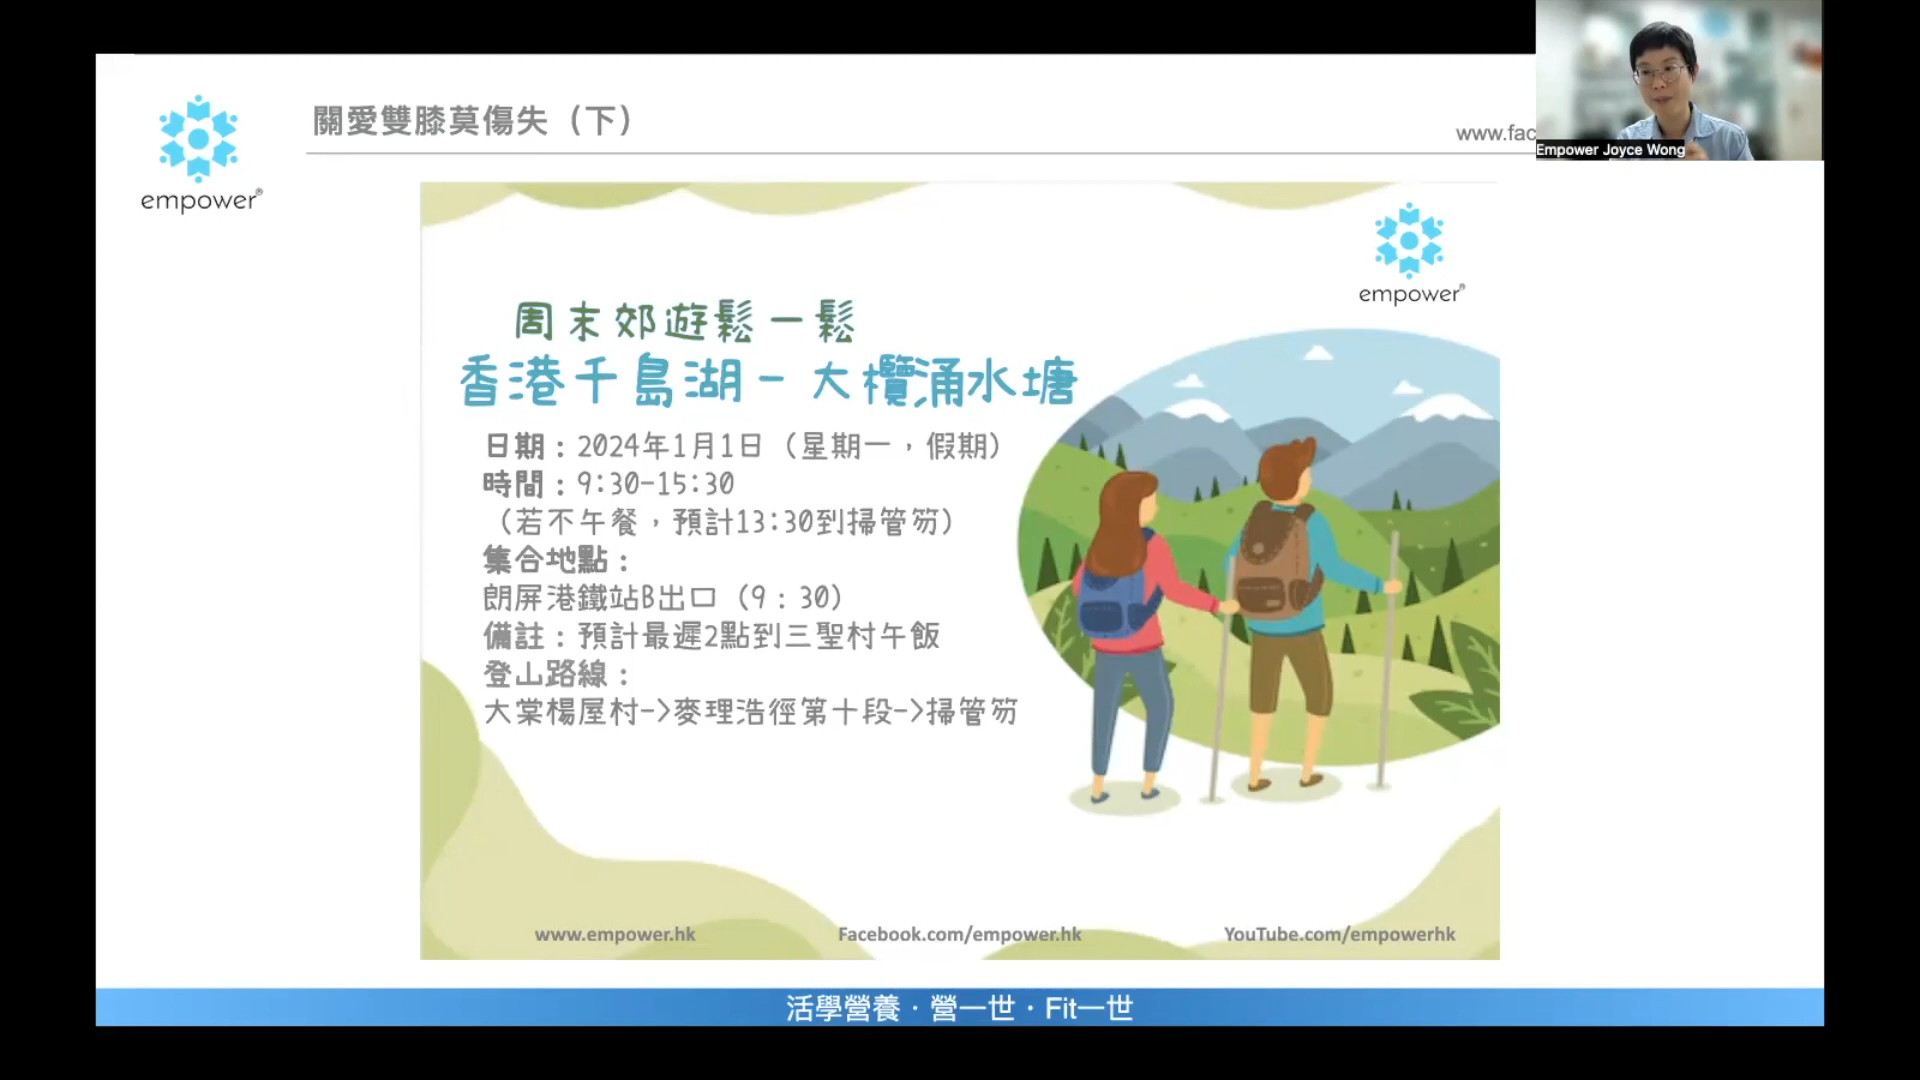 關愛雙膝莫傷失（下）
www.fac
Empower Joyce Wong
empower®
empower®
周末郊遊鬆一鬆
香港千島湖－大欖涌水塘
日期：2024年1月1日（星期一，假期）
時間：9:30-15:30
（若不午餐，預計13:30到掃管笏）
集合地點：
朗屏港鐵站B出口（9：30）
備註：預計最遲2點到三聖村午飯
登山路線：
大棠楊屋村->麥理浩徑第十段->掃管笏
www.empower.hk
Facebook.com/empower.hk
YouTube.com/empowerhk
活學營養．營一世．Fit一世